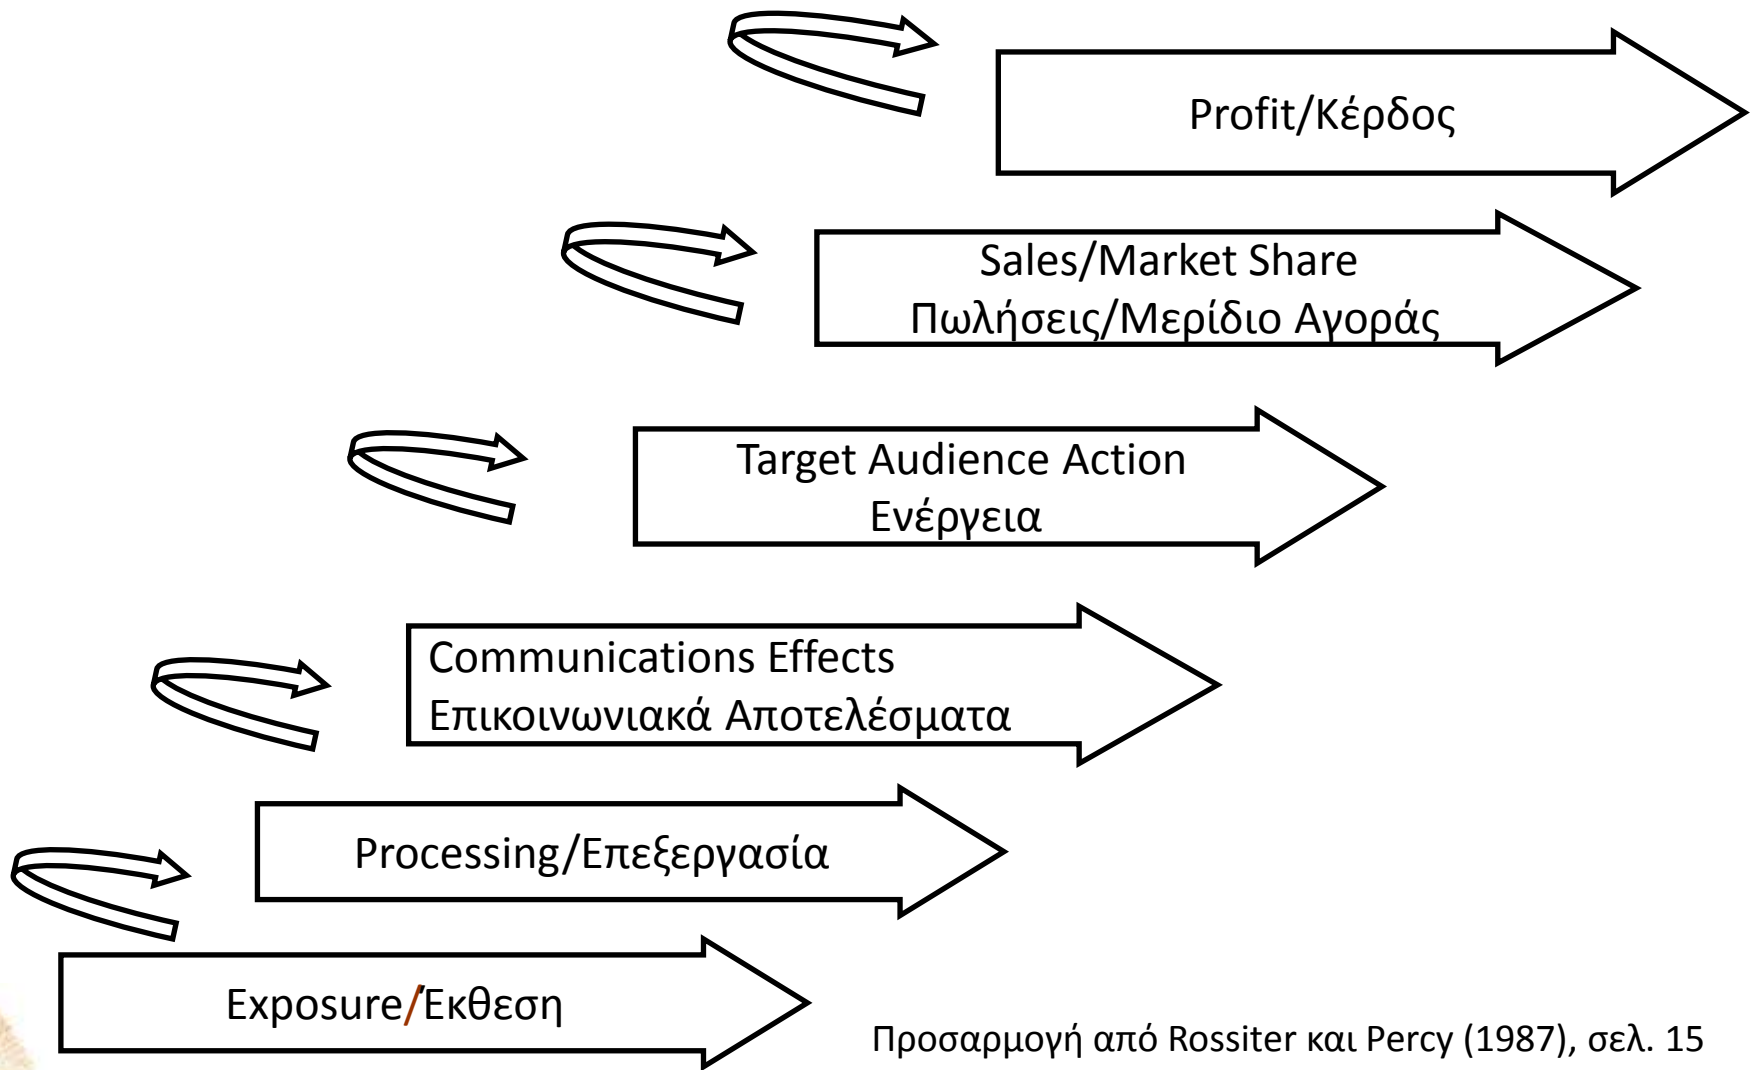 Profit/Κέρδος
Sales/Market Share
Πωλήσεις/Μερίδιο Αγοράς
Target Audience Action
Ενέργεια
Communications Effects
Επικοινωνιακά Αποτελέσματα
Processing/Επεξεργασία
Exposure/Έκθεση
Προσαρμογή από Rossiter και Percy (1987), σελ. 15